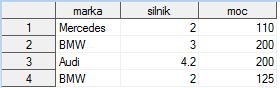 marka silnik moc
1 Mercedes 2 110
2 BMW 3 200
3 Audi 4.2 200
4 BMW 2 125